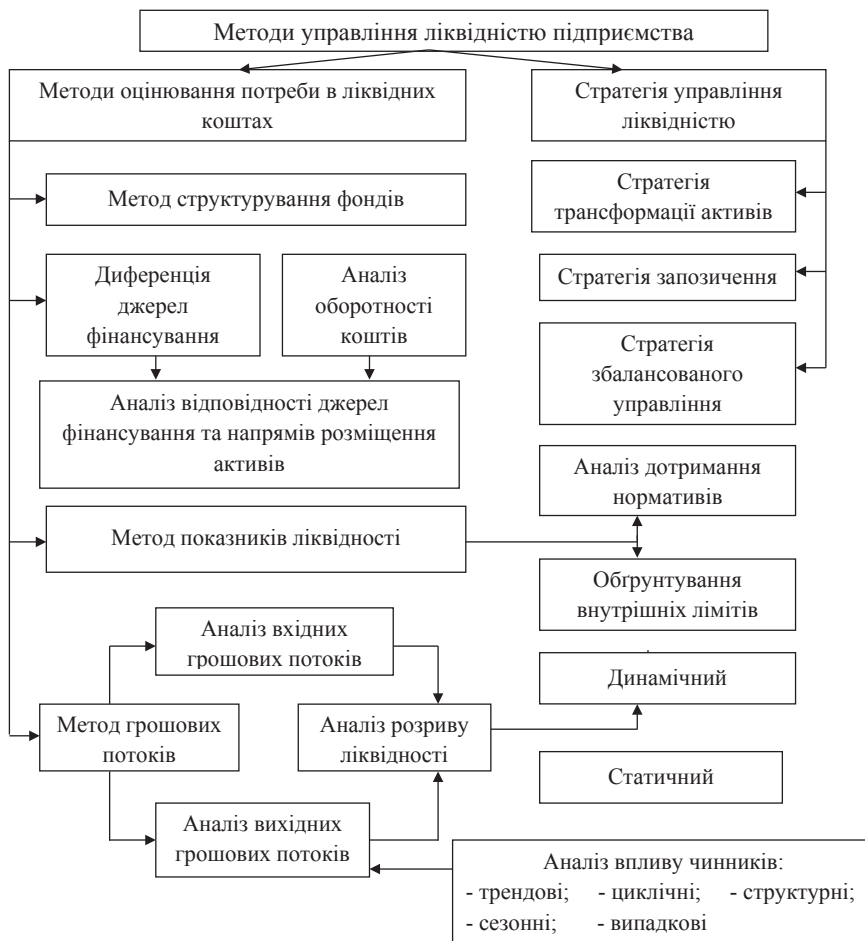 Методи управління ліквідністю підприємства
Методи оцінювання потреби в ліквідних
коштах
Стратегія управління
ліквідністю
Метод структурування фондів
Стратегія
трансформації активів
Диференція
джерел
фінансування
Аналіз
оборотності
коштів
Стратегія запозичення
Стратегія
збалансованого
управління
Аналіз відповідності джерел
фінансування та напрямів розміщення
активів
Аналіз дотримання
нормативів
Метод показників ліквідності
Обґрунтування
внутрішніх лімітів
Аналіз вхідних
грошових потоків
Динамічний
Метод грошових
потоків
Аналіз розриву
ліквідності
Статичний
Аналіз вихідних
грошових потоків
Аналіз впливу чинників:
- трендові; - циклічні; - структурні;
- сезонні; - випадкові